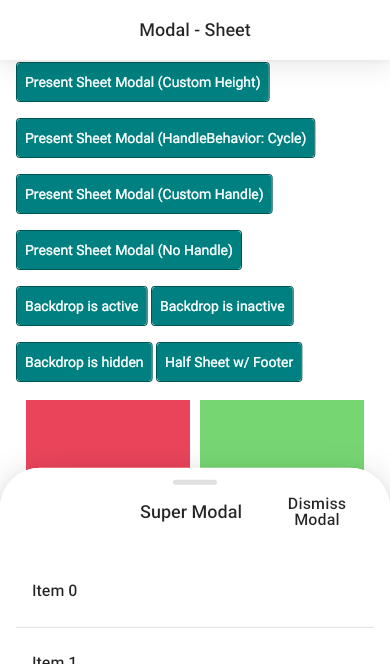 Modal - Sheet
Present Sheet Modal (Custom Height)
Present Sheet Modal (HandleBehavior: Cycle)
Present Sheet Modal (Custom Handle)
Present Sheet Modal (No Handle)
Backdrop is active Backdrop is inactive
Backdrop is hidden Half Sheet w/ Footer
Super Modal
Dismiss
Modal
Item 0
Item 1